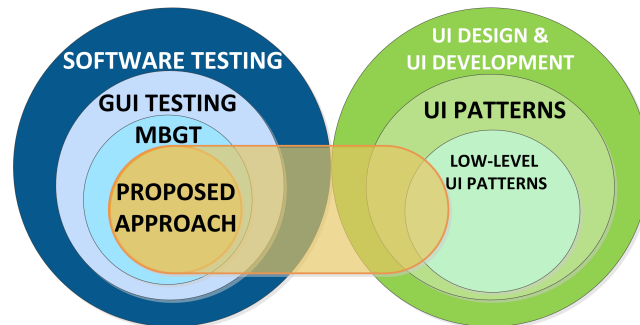 SOFTWARE TESTING
GUI TESTING
MBGT
PROPOSED
APPROACH
UI DESIGN &
UI DEVELOPMENT
UI PATTERNS
LOW-LEVEL
UI PATTERNS